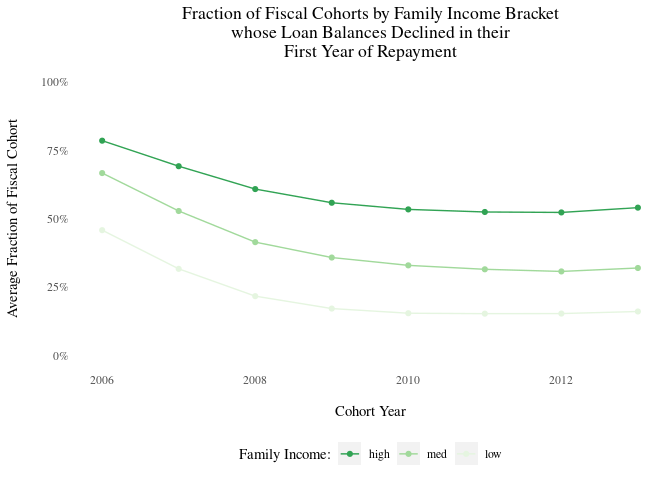 Fraction of Fiscal Cohorts by Family Income Bracket
whose Loan Balances Declined in their
First Year of Repayment
Average Fraction of Fiscal Cohort
100%
75%
50%
25%
0%
2006 2008 2010 2012
Cohort Year
Family Income: high med low